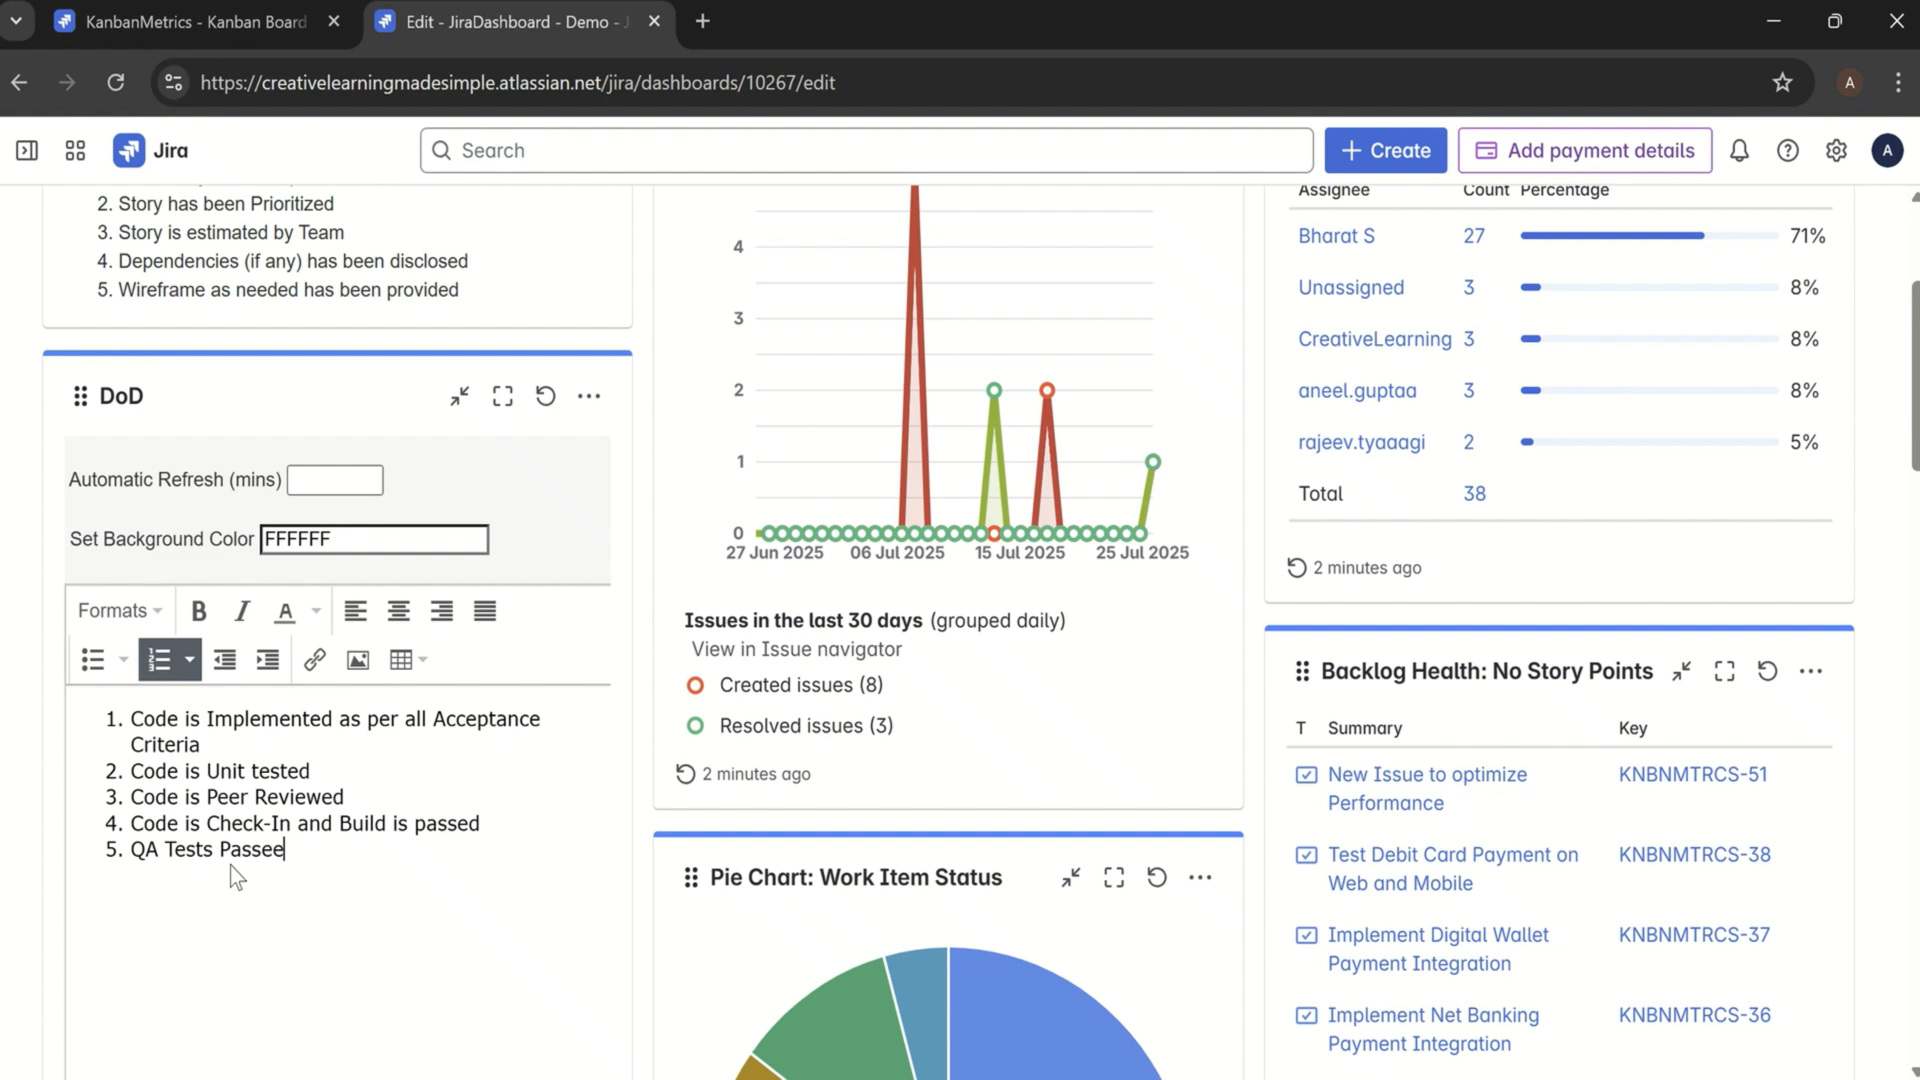 KanbanMetrics - Kanban Board
Edit - JiraDashboard - Demo - J
https://creativelearningmadesimple.atlassian.net/jira/dashboards/10267/edit
A
Jira
Search
+ Create
Add payment details
A
2. Story has been Prioritized
3. Story is estimated by Team
4. Dependencies (if any) has been disclosed
5. Wireframe as needed has been provided
DoD
Automatic Refresh (mins)
Set Background Color FFFFFF
Formats B I A
1. Code is Implemented as per all Acceptance
Criteria
2. Code is Unit tested
3. Code is Peer Reviewed
4. Code is Check-In and Build is passed
5. QA Tests Passee
4
3
2
1
0
27 Jun 2025 06 Jul 2025 15 Jul 2025 25 Jul 2025
Issues in the last 30 days (grouped daily)
View in Issue navigator
Created issues (8)
Resolved issues (3)
2 minutes ago
Pie Chart: Work Item Status
Assignee Count Percentage
Bharat S 27 71%
Unassigned 3 8%
CreativeLearning 3 8%
aneel.guptaa 3 8%
rajeev.tyaaagi 2 5%
Total 38
2 minutes ago
Backlog Health: No Story Points
T Summary Key
New Issue to optimize KNBNMTRCS-51
Performance
Test Debit Card Payment on KNBNMTRCS-38
Web and Mobile
Implement Digital Wallet KNBNMTRCS-37
Payment Integration
Implement Net Banking KNBNMTRCS-36
Payment Integration